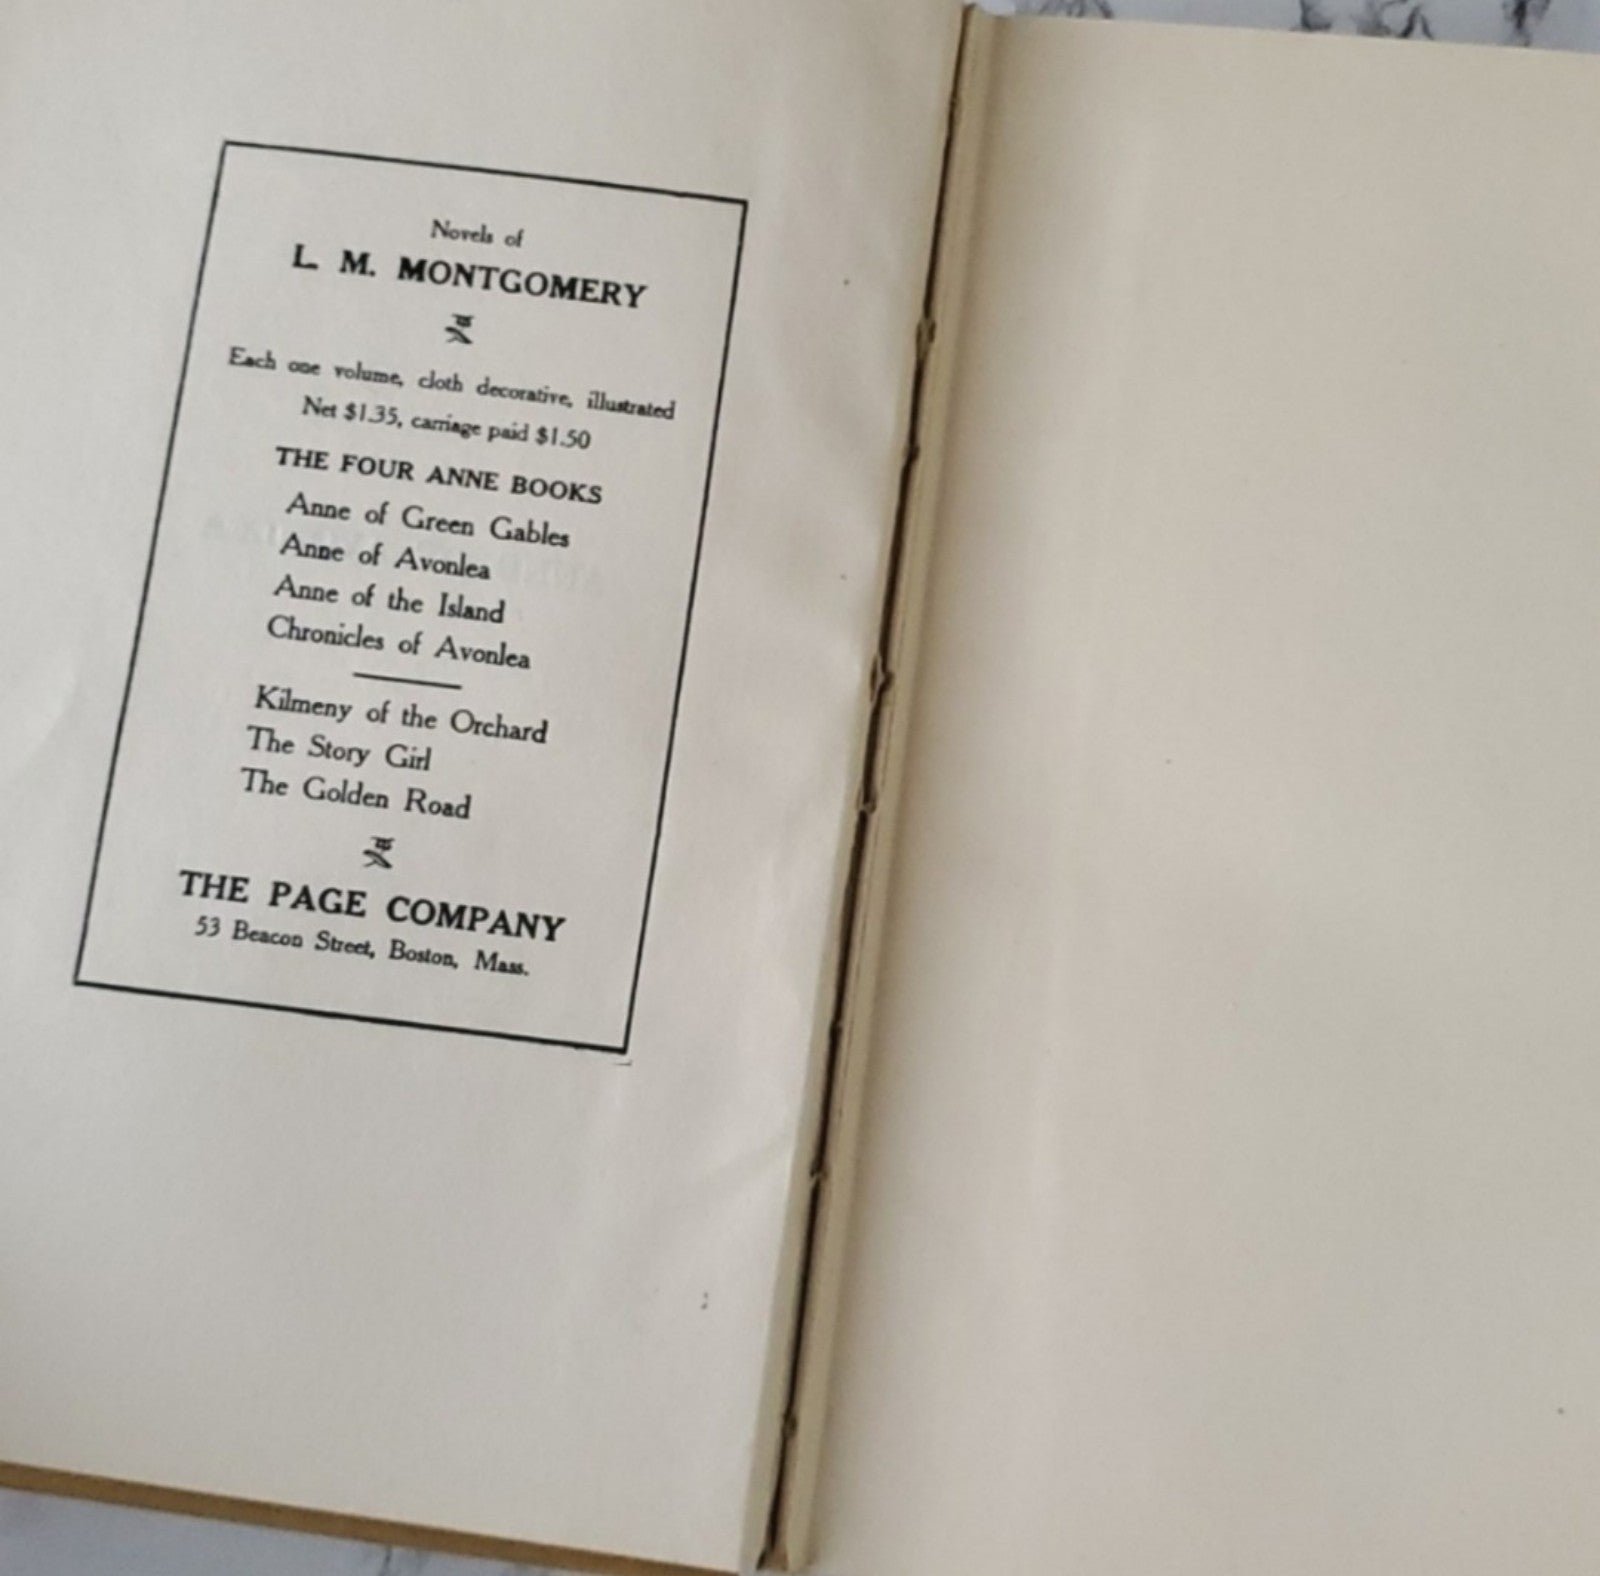 Novels of
L. M. MONTGOMERY
Each one volume, cloth decorative, illustrated
Net $1.35, carriage paid $1.50
THE FOUR ANNE BOOKS
Anne of Green Gables
Anne of Avonlea
Anne of the Island
Chronicles of Avonlea
Kilmeny of the Orchard
The Story Girl
The Golden Road
THE PAGE COMPANY
53 Beacon Street, Boston, Mass.